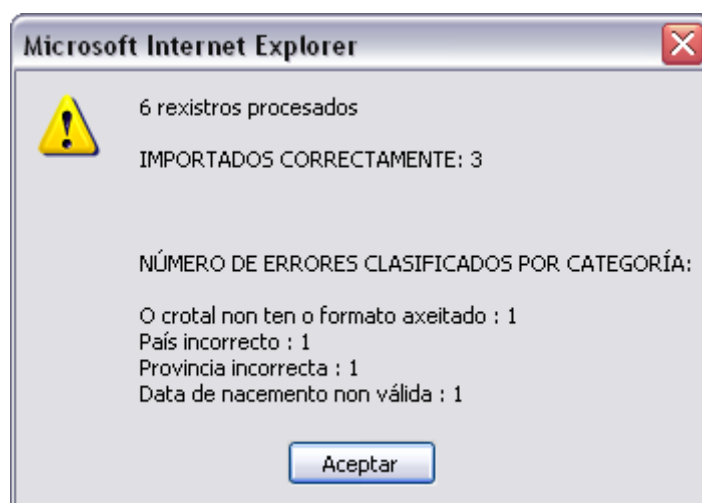 Microsoft Internet Explorer
6 rexistros procesados
IMPORTADOS CORRECTAMENTE: 3
NÚMERO DE ERRORES CLASIFICADOS POR CATEGORÍA:
O crotal non ten o formato axeitado : 1
País incorrecto : 1
Provincia incorrecta : 1
Data de nacemento non válida : 1
Aceptar